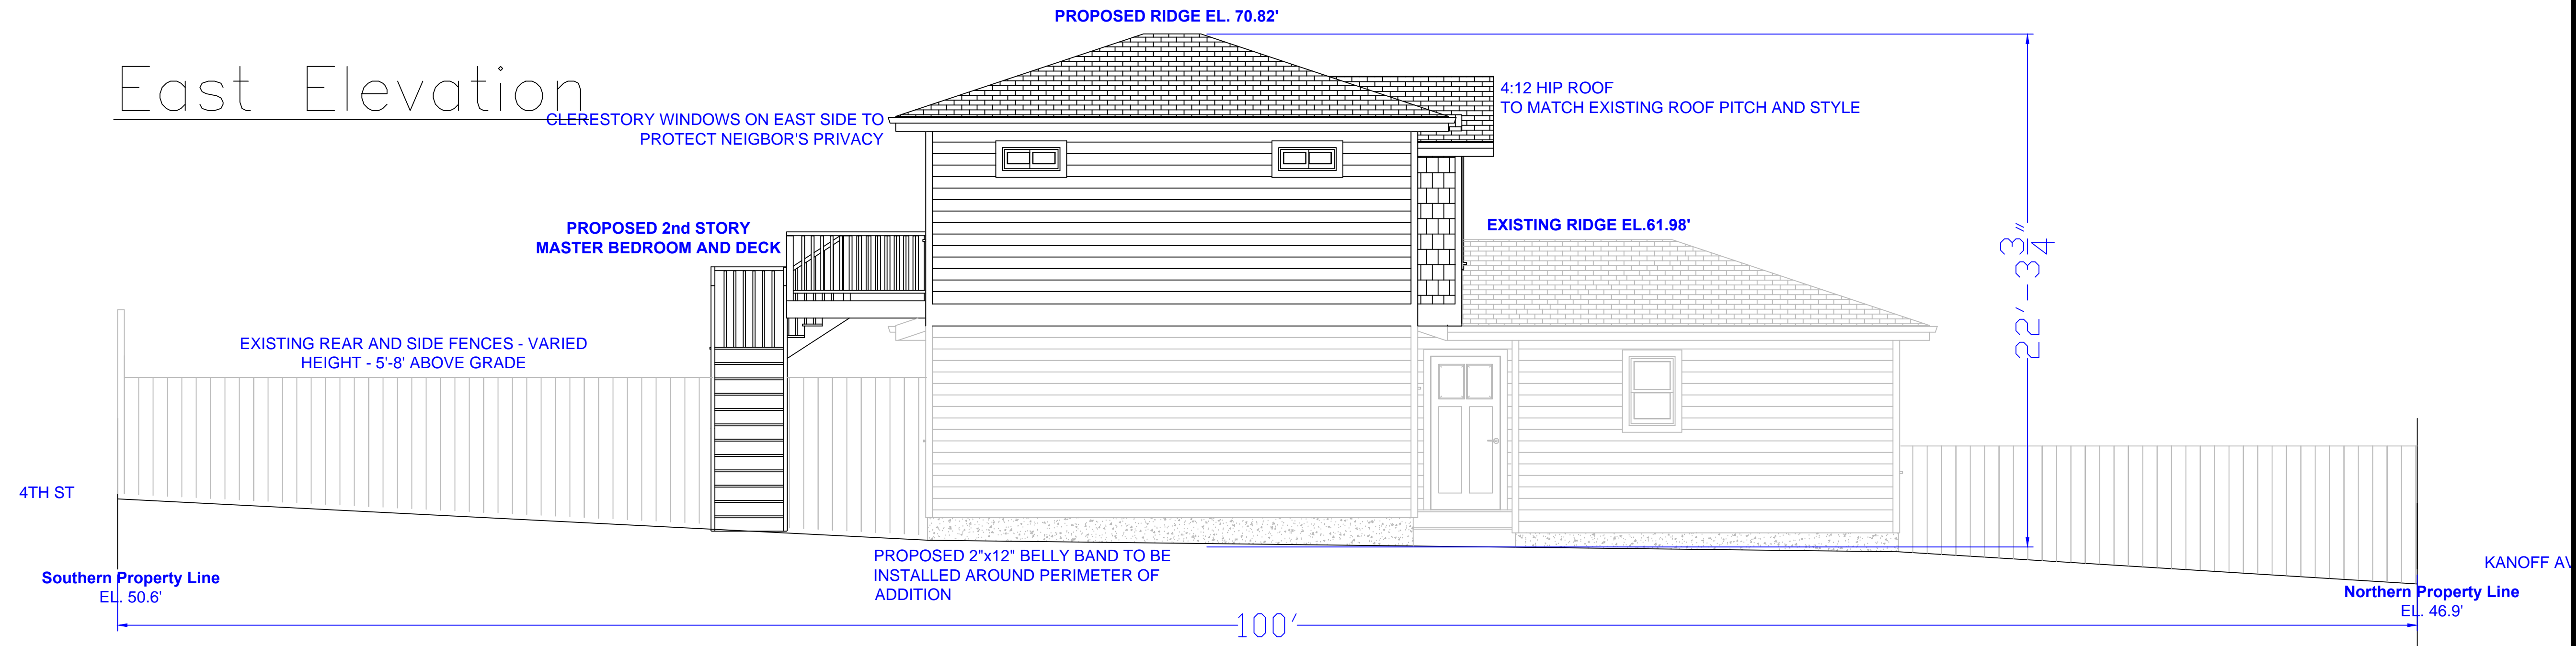 PROPOSED RIDGE EL. 70.82'
East Elevation
4:12 HIP ROOF
TO MATCH EXISTING ROOF PITCH AND STYLE
CLERESTORY WINDOWS ON EAST SIDE TO
PROTECT NEIGBOR'S PRIVACY
PROPOSED 2nd STORY
MASTER BEDROOM AND DECK
EXISTING RIDGE EL.61.98'
22' - 3 3/4"
EXISTING REAR AND SIDE FENCES - VARIED
HEIGHT - 5'-8' ABOVE GRADE
4TH ST
PROPOSED 2"x12" BELLY BAND TO BE
INSTALLED AROUND PERIMETER OF
ADDITION
KANOFF AV
Southern Property Line
EL. 50.6'
Northern Property Line
EL. 46.9'
100'